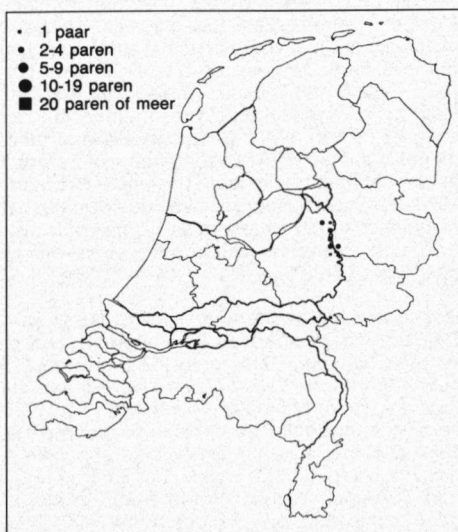 1 paar
2-4 paren
5-9 paren
10-19 paren
20 paren of meer